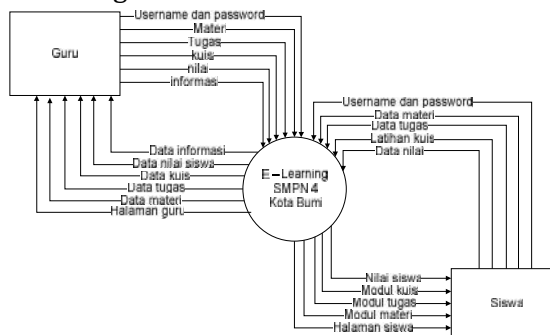 Username dan password
Materi
Tugas
kuis
nilai
informasi
Guru
Username dan password
Data materi
Data tugas
Latihan kuis
Data nilai
Data informasi
Data nilai siswa
Data kuis
Data tugas
Data materi
Halaman guru
E-Learning
SMPN 4
Kota Bumi
Nilai siswa
Modul kuis
Modul tugas
Modul materi
Halaman siswa
Siswa